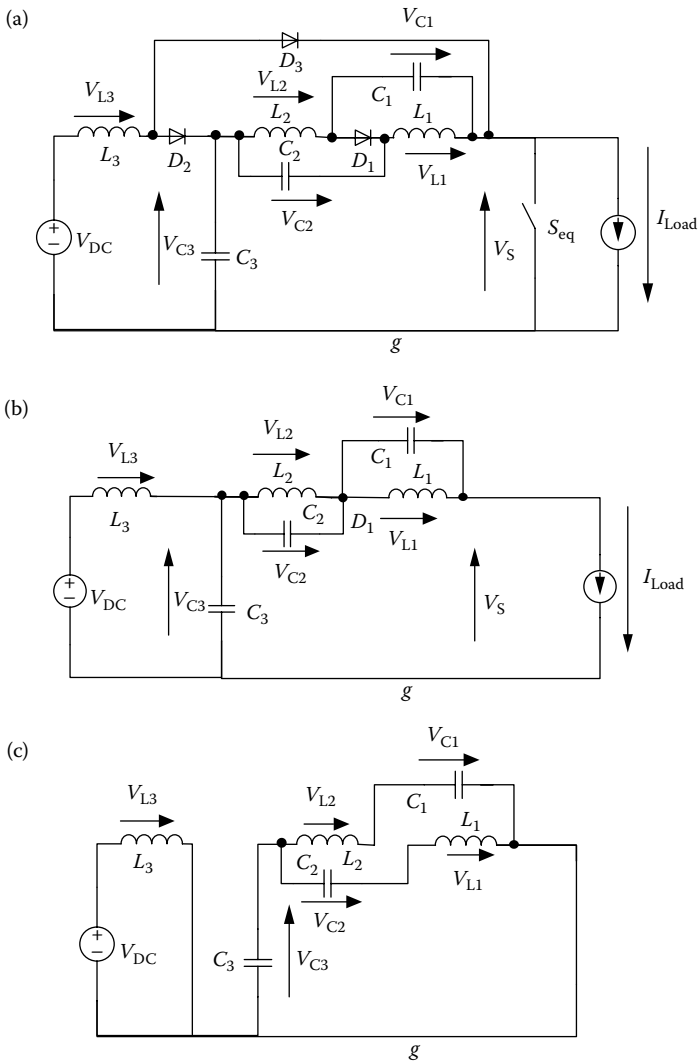 (a)
V_C1
D_3
V_L3
V_L2
C_1
L_2
L_1
L_3
D_2
C_2
D_1
V_L1
V_C2
V_DC
V_C3
C_3
V_S
S_eq
I_Load
g
(b)
V_C1
V_L2
V_L3
C_1
L_2
L_1
L_3
C_2
D_1
V_L1
V_C2
V_DC
V_C3
C_3
V_S
I_Load
g
(c)
V_C1
V_L3
V_L2
C_1
L_1
L_3
C_2
L_2
V_L1
V_C2
V_DC
C_3
V_C3
g